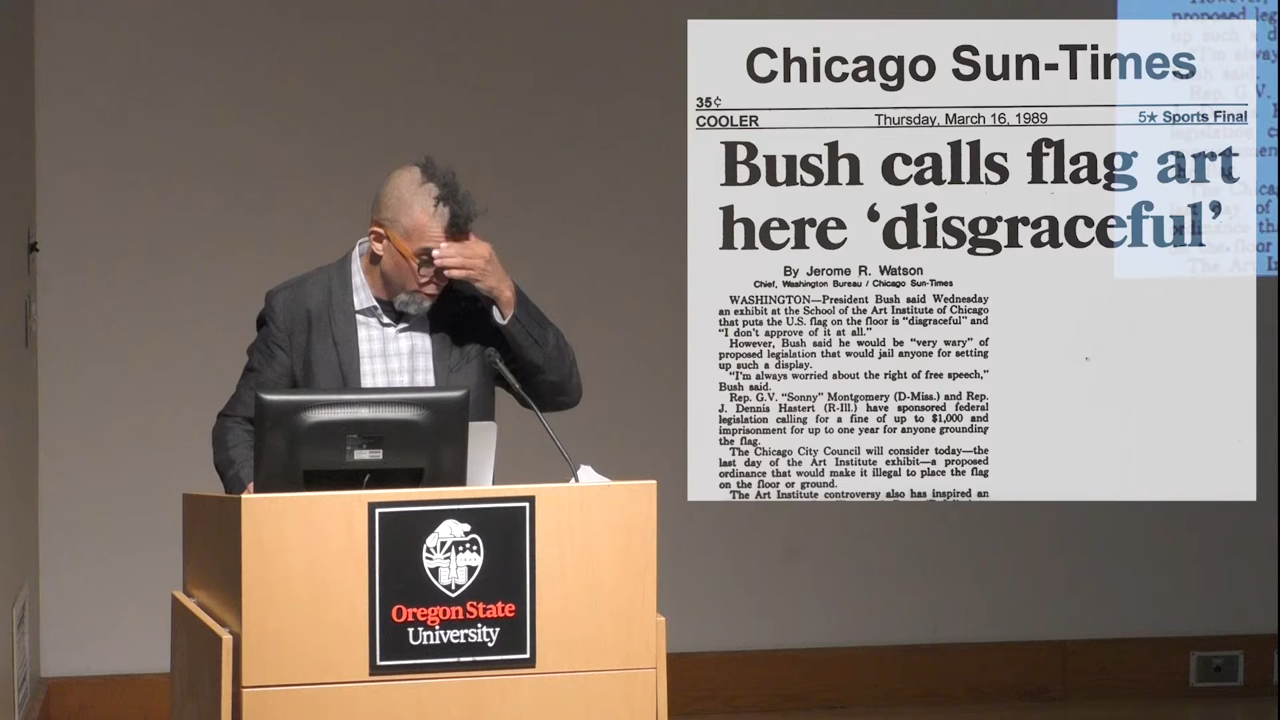 Chicago Sun-Times
35¢
COOLER
Thursday, March 16, 1989
5★ Sports Final
Bush calls flag art
here ‘disgraceful’
By Jerome R. Watson
Chief, Washington Bureau / Chicago Sun-Times
WASHINGTON—President Bush said Wednesday
an exhibit at the School of the Art Institute of Chicago
that puts the U.S. flag on the floor is “disgraceful” and
“I don’t approve of it at all.”
However, Bush said he would be “very wary” of
proposed legislation that would jail anyone for setting
up such a display.
“I’m always worried about the right of free speech,”
Bush said.
Rep. G.V. “Sonny” Montgomery (D-Miss.) and Rep.
J. Dennis Hastert (R-Ill.) have sponsored federal
legislation calling for a fine of up to $1,000 and
imprisonment for up to one year for anyone grounding
the flag.
The Chicago City Council will consider today—the
last day of the Art Institute exhibit—a proposed
ordinance that would make it illegal to place the flag
on the floor or ground.
The Art Institute controversy also has inspired an
Oregon State
University